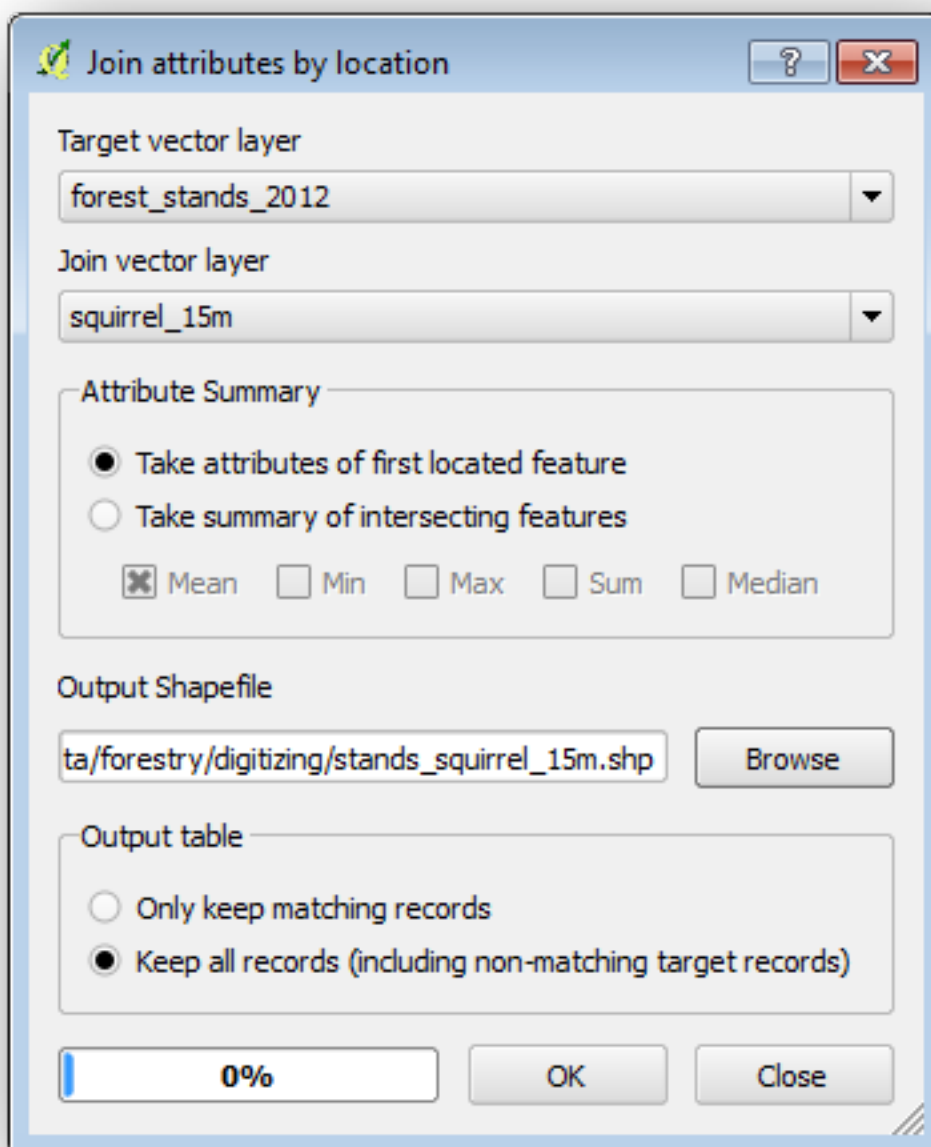 Join attributes by location ?
Target vector layer
forest_stands_2012
Join vector layer
squirrel_15m
Attribute Summary
Take attributes of first located feature
Take summary of intersecting features
Mean Min Max Sum Median
Output Shapefile
ta/forestry/digitizing/stands_squirrel_15m.shp Browse
Output table
Only keep matching records
Keep all records (including non-matching target records)
0% OK Close